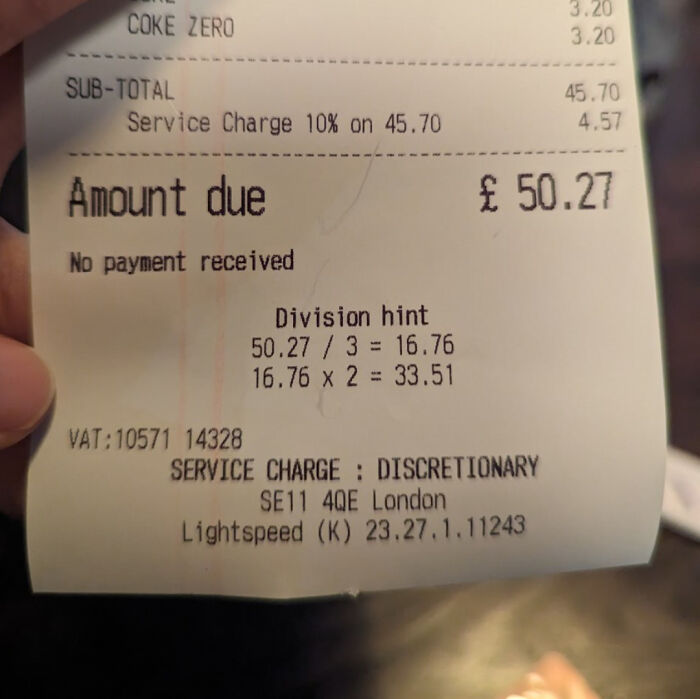 3.20
COKE ZERO 3.20
SUB-TOTAL 45.70
Service Charge 10% on 45.70 4.57
Amount due £ 50.27
No payment received
Division hint
50.27 / 3 = 16.76
16.76 x 2 = 33.51
VAT:10571 14328
SERVICE CHARGE : DISCRETIONARY
SE11 4QE London
Lightspeed (K) 23.27.1.11243